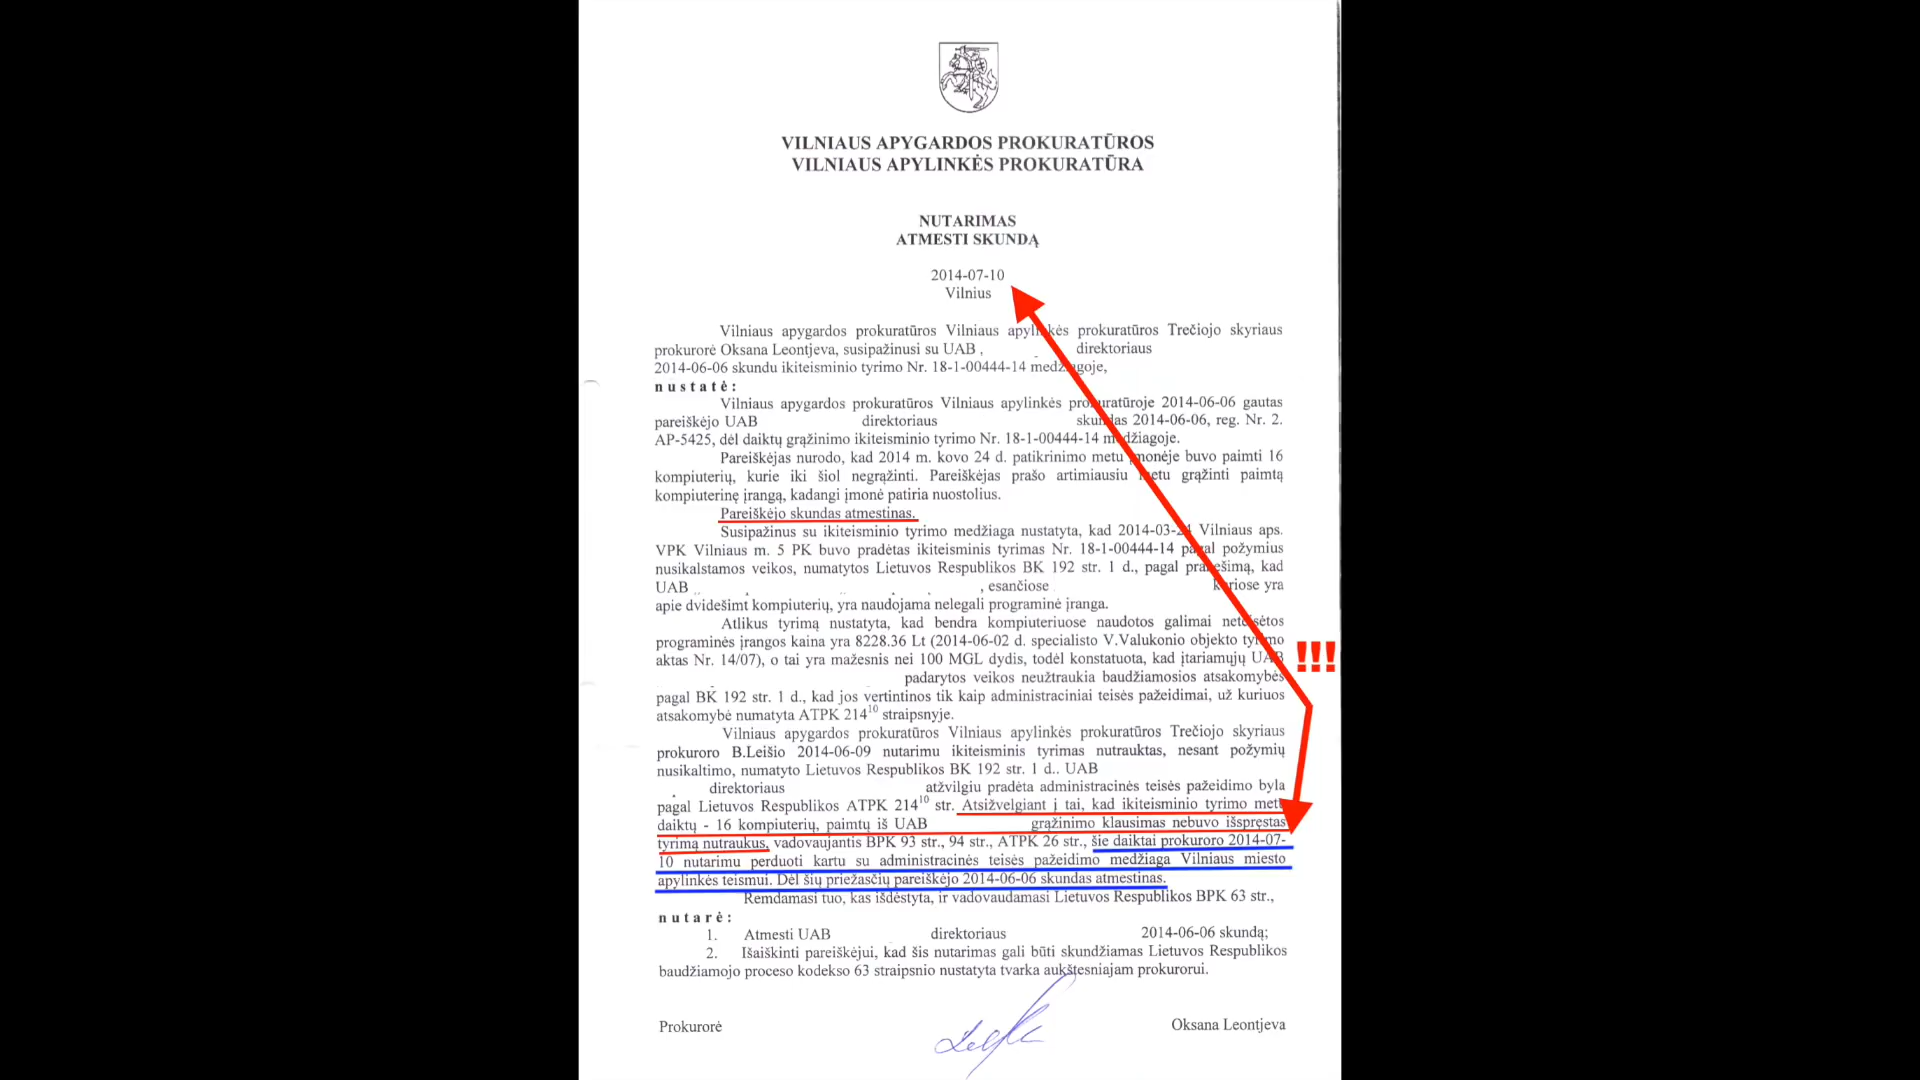 VILNIAUS APYGARDOS PROKURATŪROS
VILNIAUS APYLINKĖS PROKURATŪRA
NUTARIMAS
ATMESTI SKUNDĄ
2014-07-10
Vilnius
Vilniaus apygardos prokuratūros Vilniaus apylinkės prokuratūros Trečiojo skyriaus
prokurorė Oksana Leontjeva, susipažinusi su UAB , direktoriaus
2014-06-06 skundu ikiteisminio tyrimo Nr. 18-1-00444-14 medžiagoje,
nustatė:
Vilniaus apygardos prokuratūros Vilniaus apylinkės prokuratūroje 2014-06-06 gautas
pareiškėjo UAB direktoriaus skundas 2014-06-06, reg. Nr. 2.
AP-5425, dėl daiktų grąžinimo ikiteisminio tyrimo Nr. 18-1-00444-14 medžiagoje.
Pareiškėjas nurodo, kad 2014 m. kovo 24 d. patikrinimo metu įmonėje buvo paimti 16
kompiuterių, kurie iki šiol negrąžinti. Pareiškėjas prašo artimiausiu metu grąžinti paimtą
kompiuterinę įrangą, kadangi įmonė patiria nuostolius.
Pareiškėjo skundas atmestinas.
Susipažinus su ikiteisminio tyrimo medžiaga nustatyta, kad 2014-03-24 Vilniaus aps.
VPK Vilniaus m. 5 PK buvo pradėtas ikiteisminis tyrimas Nr. 18-1-00444-14 pagal požymius
nusikalstamos veikos, numatytos Lietuvos Respublikos BK 192 str. 1 d., pagal pranešimą, kad
UAB , esančiose kuriose yra
apie dvidešimt kompiuterių, yra naudojama nelegali programinė įranga.
Atlikus tyrimą nustatyta, kad bendra kompiuteriuose naudotos galimai neteisėtos
programinės įrangos kaina yra 8228.36 Lt (2014-06-02 d. specialisto V.Valukonio objekto tyrimo
aktas Nr. 14/07), o tai yra mažesnis nei 100 MGL dydis, todėl konstatuota, kad įtariamųjų UAB
!!!
padarytos veikos neužtraukia baudžiamosios atsakomybės
pagal BK 192 str. 1 d., kad jos vertintinos tik kaip administraciniai teisės pažeidimai, už kuriuos
atsakomybė numatyta ATPK 214¹⁰ straipsnyje.
Vilniaus apygardos prokuratūros Vilniaus apylinkės prokuratūros Trečiojo skyriaus
prokuroro B.Leišio 2014-06-09 nutarimu ikiteisminis tyrimas nutrauktas, nesant požymių
nusikaltimo, numatyto Lietuvos Respublikos BK 192 str. 1 d.. UAB
direktoriaus atžvilgiu pradėta administracinės teisės pažeidimo byla
pagal Lietuvos Respublikos ATPK 214¹⁰ str. Atsižvelgiant į tai, kad ikiteisminio tyrimo metu
daiktų - 16 kompiuterių, paimtų iš UAB grąžinimo klausimas nebuvo išspręstas
tyrimą nutraukus, vadovaujantis BPK 93 str., 94 str., ATPK 26 str., šie daiktai prokuroro 2014-07-
10 nutarimu perduoti kartu su administracinės teisės pažeidimo medžiaga Vilniaus miesto
apylinkės teismui. Dėl šių priežasčių pareiškėjo 2014-06-06 skundas atmestinas.
Remdamasi tuo, kas išdėstyta, ir vadovaudamasi Lietuvos Respublikos BPK 63 str.,
nutarė:
1. Atmesti UAB direktoriaus 2014-06-06 skundą;
2. Išaiškinti pareiškėjui, kad šis nutarimas gali būti skundžiamas Lietuvos Respublikos
baudžiamojo proceso kodekso 63 straipsnio nustatyta tvarka aukštesniajam prokurorui.
Prokurorė Oksana Leontjeva